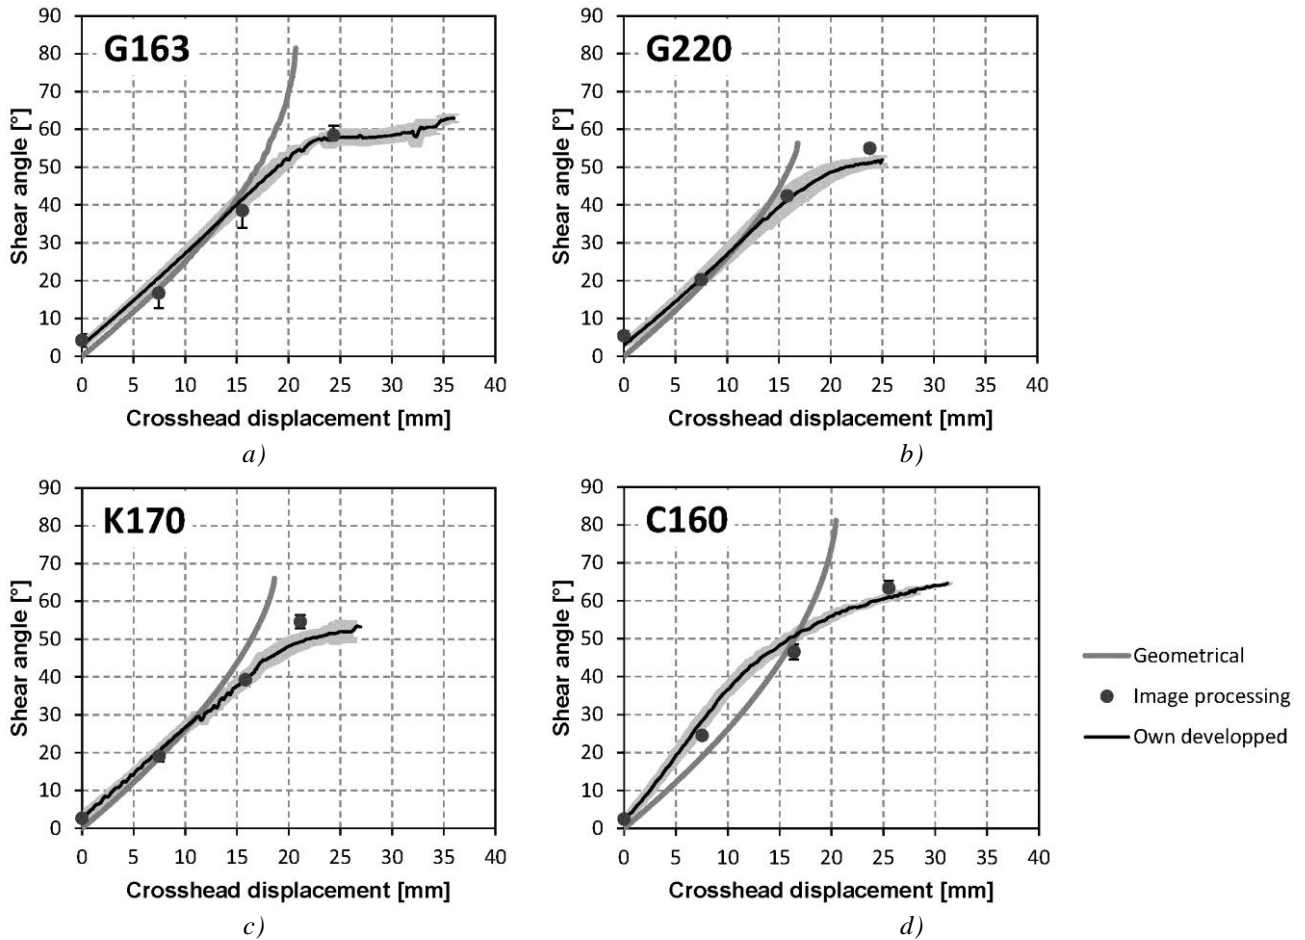 G163
Shear angle [°]
90
80
70
60
50
40
30
20
10
0
0 5 10 15 20 25 30 35 40
Crosshead displacement [mm]
a)
G220
Shear angle [°]
90
80
70
60
50
40
30
20
10
0
0 5 10 15 20 25 30 35 40
Crosshead displacement [mm]
b)
K170
Shear angle [°]
90
80
70
60
50
40
30
20
10
0
0 5 10 15 20 25 30 35 40
Crosshead displacement [mm]
c)
C160
Shear angle [°]
90
80
70
60
50
40
30
20
10
0
0 5 10 15 20 25 30 35 40
Crosshead displacement [mm]
d)
Geometrical
Image processing
Own developped